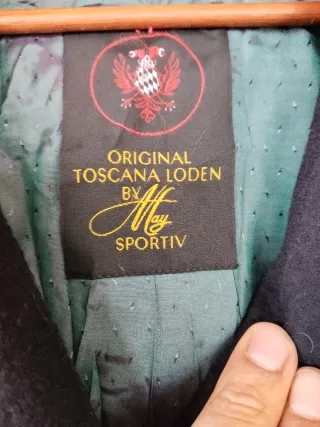 ORIGINAL
TOSCANA LODEN
BY May
SPORTIV